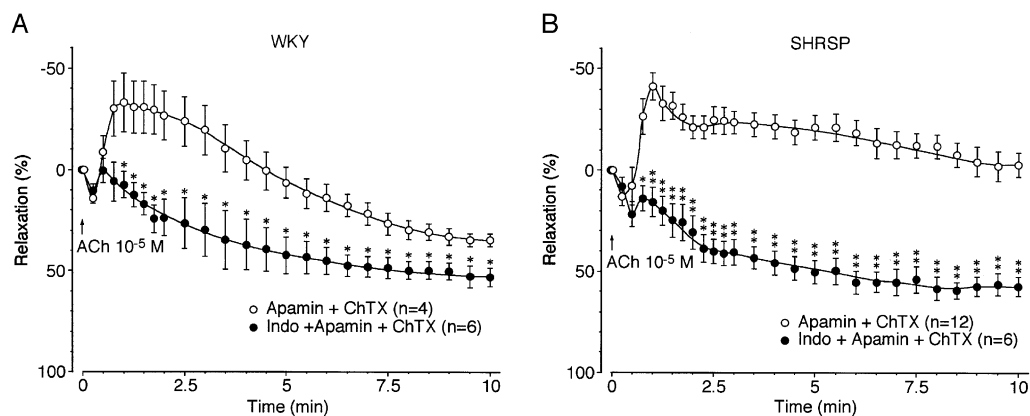 A
WKY
-50
0
50
100
Relaxation (%)
ACh 10-5 M
Apamin + ChTX (n=4)
Indo +Apamin + ChTX (n=6)
0
2.5
5
7.5
10
Time (min)
B
SHRSP
-50
0
50
100
Relaxation (%)
ACh 10-5 M
Apamin + ChTX (n=12)
Indo + Apamin + ChTX (n=6)
0
2.5
5
7.5
10
Time (min)